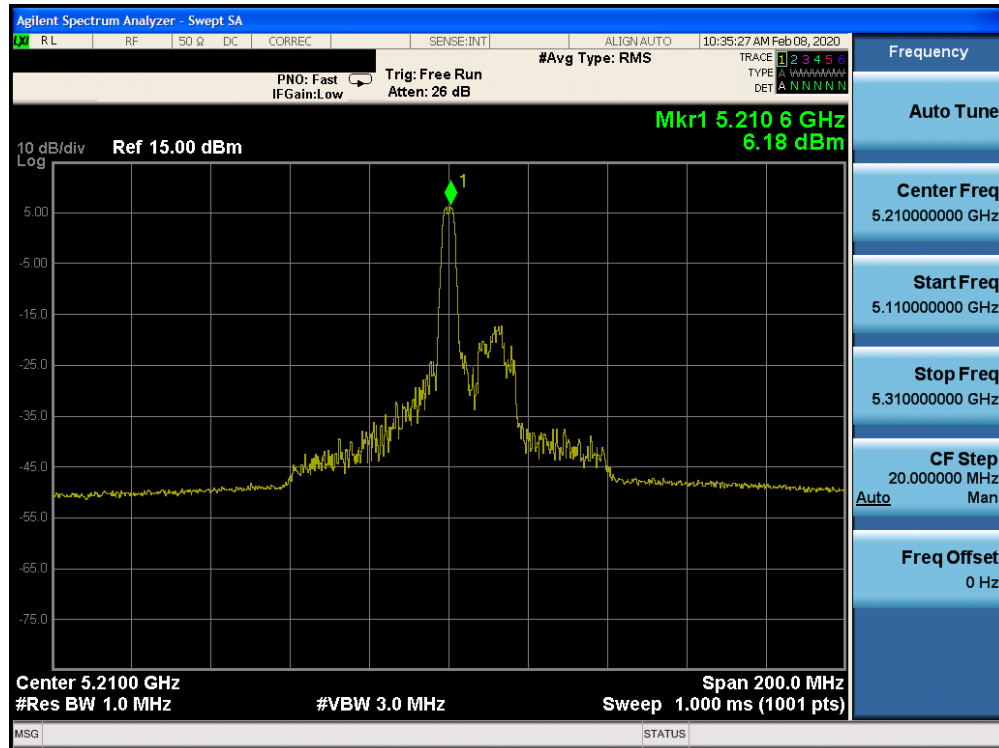 Agilent Spectrum Analyzer - Swept SA
LXI RL RF 50 Ω DC CORREC SENSE:INT ALIGN AUTO 10:35:27 AM Feb 08, 2020
Frequency
#Avg Type: RMS TRACE 1 2 3 4 5 6
PNO: Fast Trig: Free Run TYPE A WWWWWW
IFGain:Low Atten: 26 dB DET A N N N N N
Auto Tune
Mkr1 5.210 6 GHz
6.18 dBm
10 dB/div Ref 15.00 dBm
Log
1
Center Freq
5.210000000 GHz
5.00
-5.00
Start Freq
5.110000000 GHz
-15.0
-25.0
Stop Freq
5.310000000 GHz
-35.0
-45.0
CF Step
20.000000 MHz
Auto Man
-55.0
Freq Offset
0 Hz
-65.0
-75.0
Center 5.2100 GHz Span 200.0 MHz
#Res BW 1.0 MHz #VBW 3.0 MHz Sweep 1.000 ms (1001 pts)
MSG STATUS